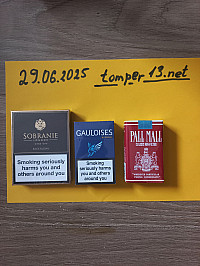 29.06.2025 tomper13.net
SOBRANIE
LONDON
Smoking seriously
harms you and
others around you
GAULOISES
Smoking seriously
harms you and
others around you
PALL MALL